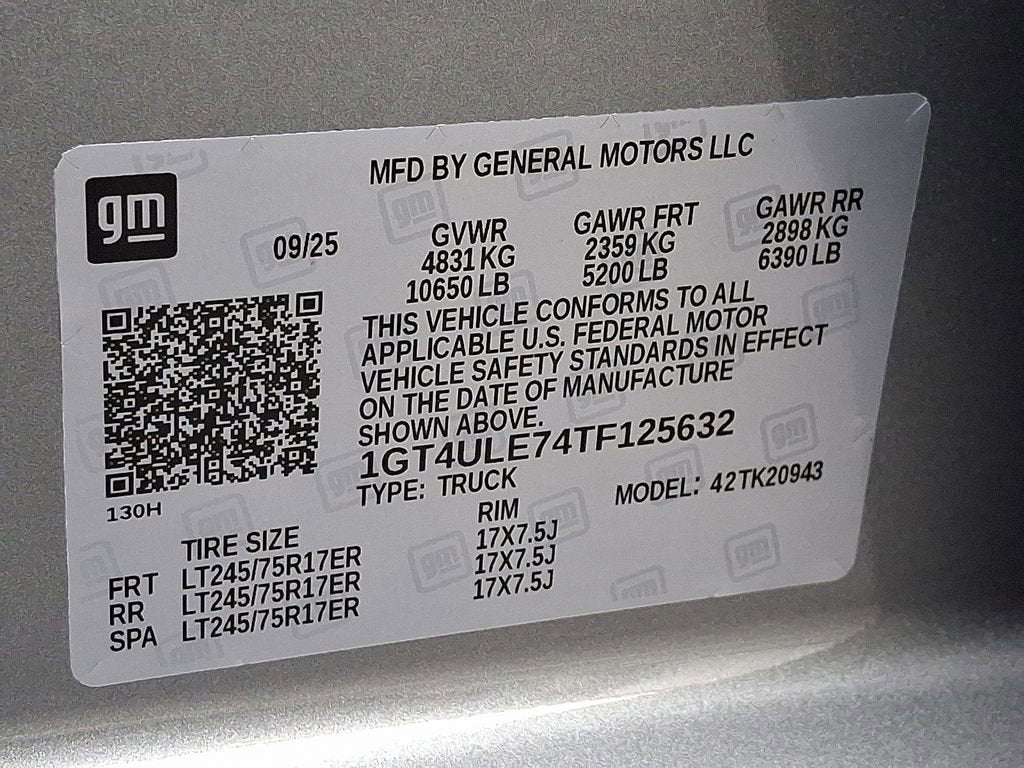 gm
MFD BY GENERAL MOTORS LLC
09/25
GVWR GAWR FRT GAWR RR
4831 KG 2359 KG 2898 KG
10650 LB 5200 LB 6390 LB
THIS VEHICLE CONFORMS TO ALL
APPLICABLE U.S. FEDERAL MOTOR
VEHICLE SAFETY STANDARDS IN EFFECT
ON THE DATE OF MANUFACTURE
SHOWN ABOVE.
1GT4ULE74TF125632
TYPE: TRUCK MODEL: 42TK20943
130H
TIRE SIZE RIM
FRT LT245/75R17ER 17X7.5J
RR LT245/75R17ER 17X7.5J
SPA LT245/75R17ER 17X7.5J